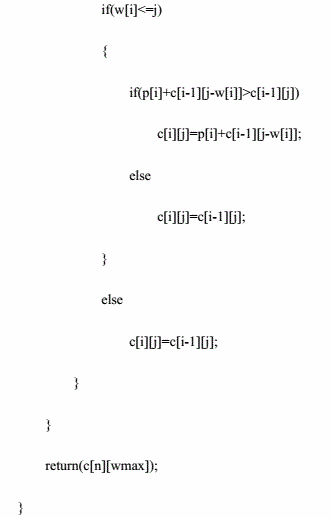 if(w[i]<=j)
{
if(p[i]+c[i-1][j-w[i]]>c[i-1][j])
c[i][j]=p[i]+c[i-1][j-w[i]];
else
c[i][j]=c[i-1][j];
}
else
c[i][j]=c[i-1][j];
}
}
return(c[n][wmax]);
}